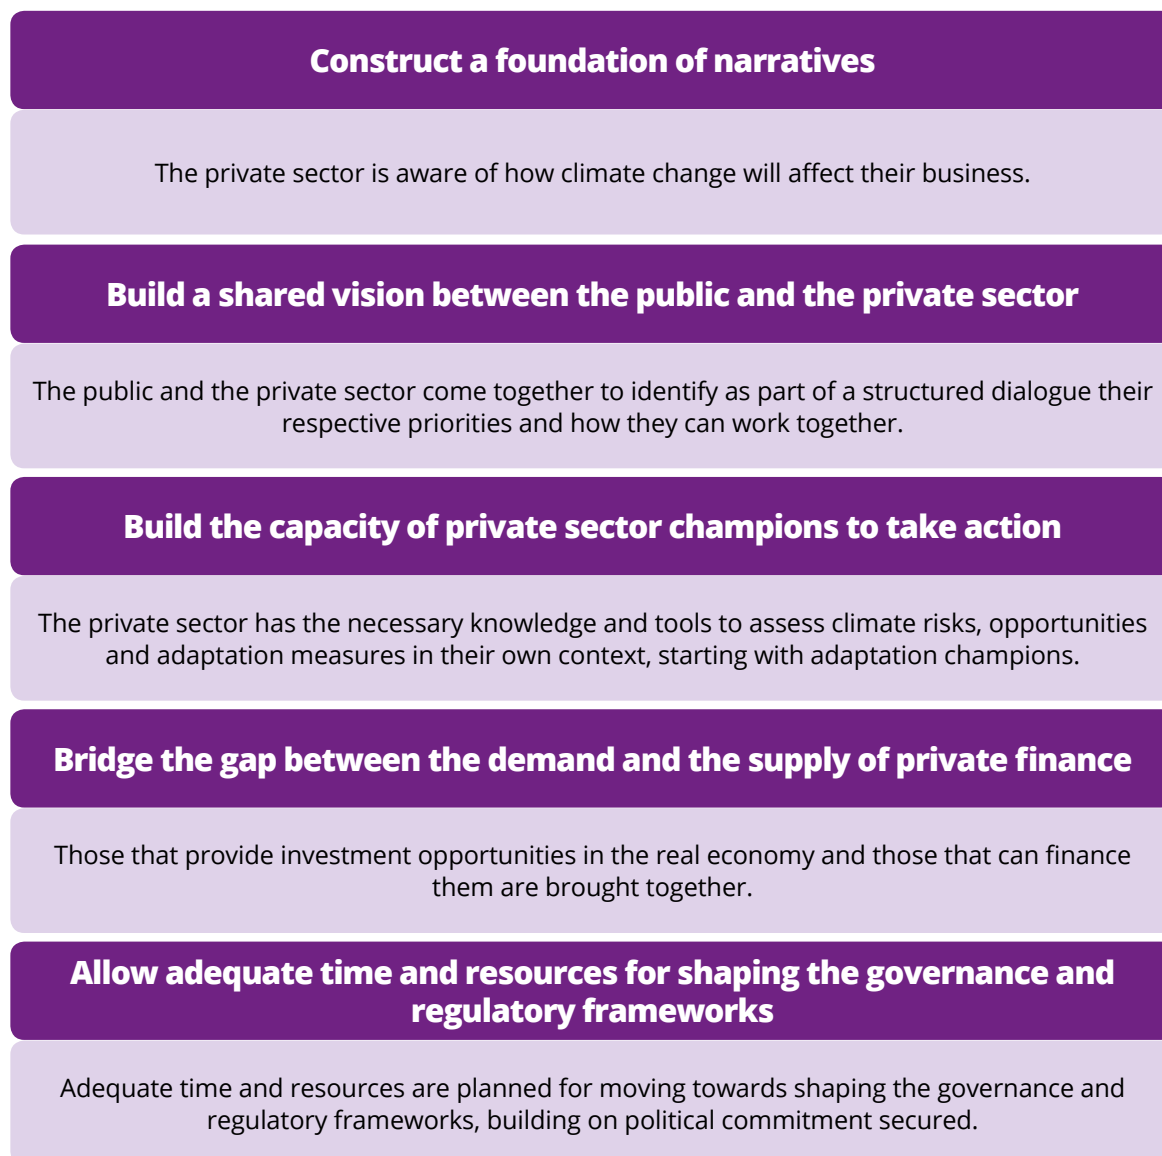 Construct a foundation of narratives
The private sector is aware of how climate change will affect their business.
Build a shared vision between the public and the private sector
The public and the private sector come together to identify as part of a structured dialogue their
respective priorities and how they can work together.
Build the capacity of private sector champions to take action
The private sector has the necessary knowledge and tools to assess climate risks, opportunities
and adaptation measures in their own context, starting with adaptation champions.
Bridge the gap between the demand and the supply of private finance
Those that provide investment opportunities in the real economy and those that can finance
them are brought together.
Allow adequate time and resources for shaping the governance and
regulatory frameworks
Adequate time and resources are planned for moving towards shaping the governance and
regulatory frameworks, building on political commitment secured.